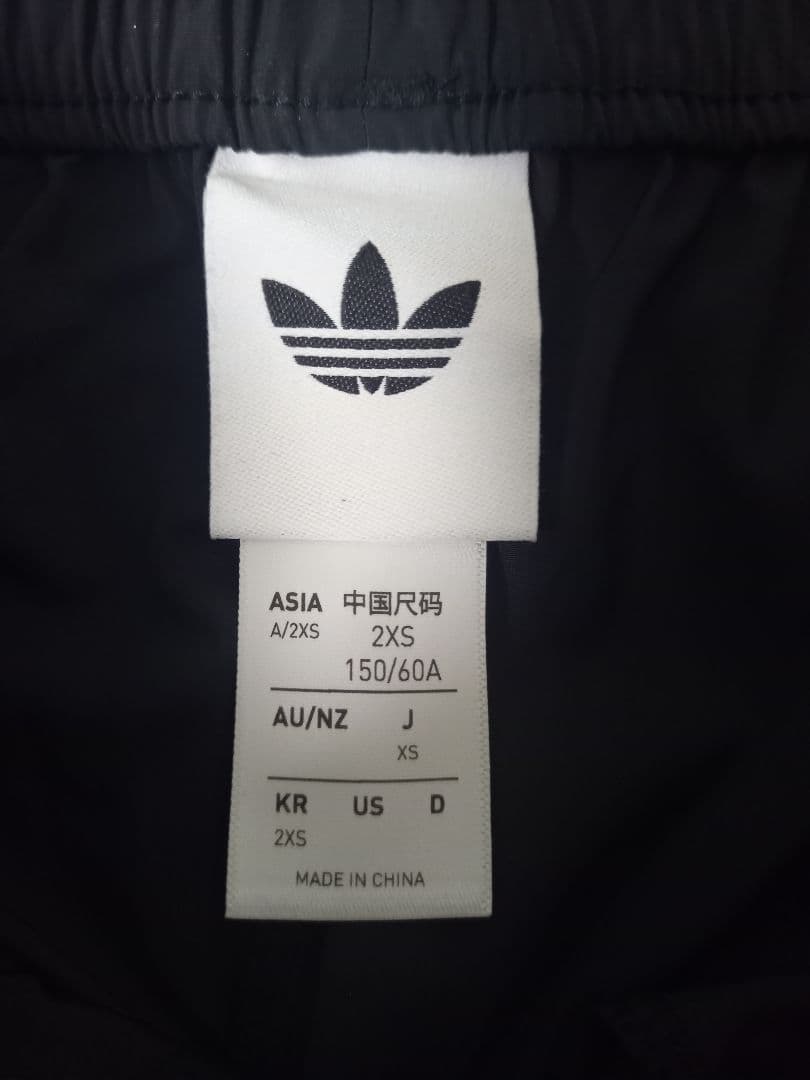 ASIA 中国尺码
A/2XS 2XS
150/60A
AU/NZ J
XS
KR US D
2XS
MADE IN CHINA